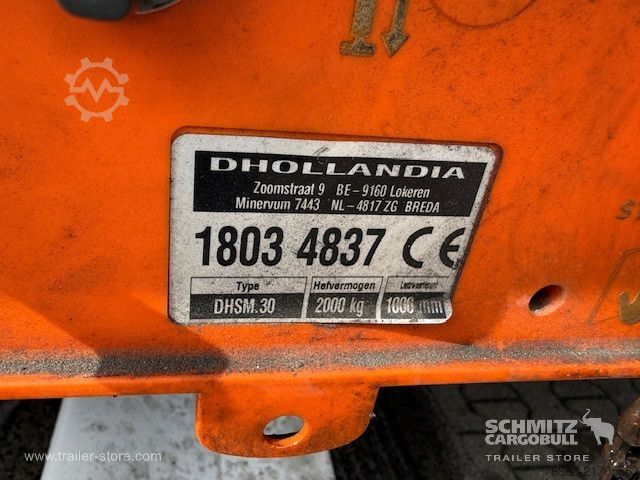 DHOLLANDIA
Zoomstraat 9 BE-9160 Lokeren
Minervum 7443 NL-4817 ZG BREDA
1803 4837 CE
Type Hefvermogen
DHSM.30 2000 kg 1000 mm
SCHMITZ
CARGOBULL
TRAILER STORE
www.trailer-store.com